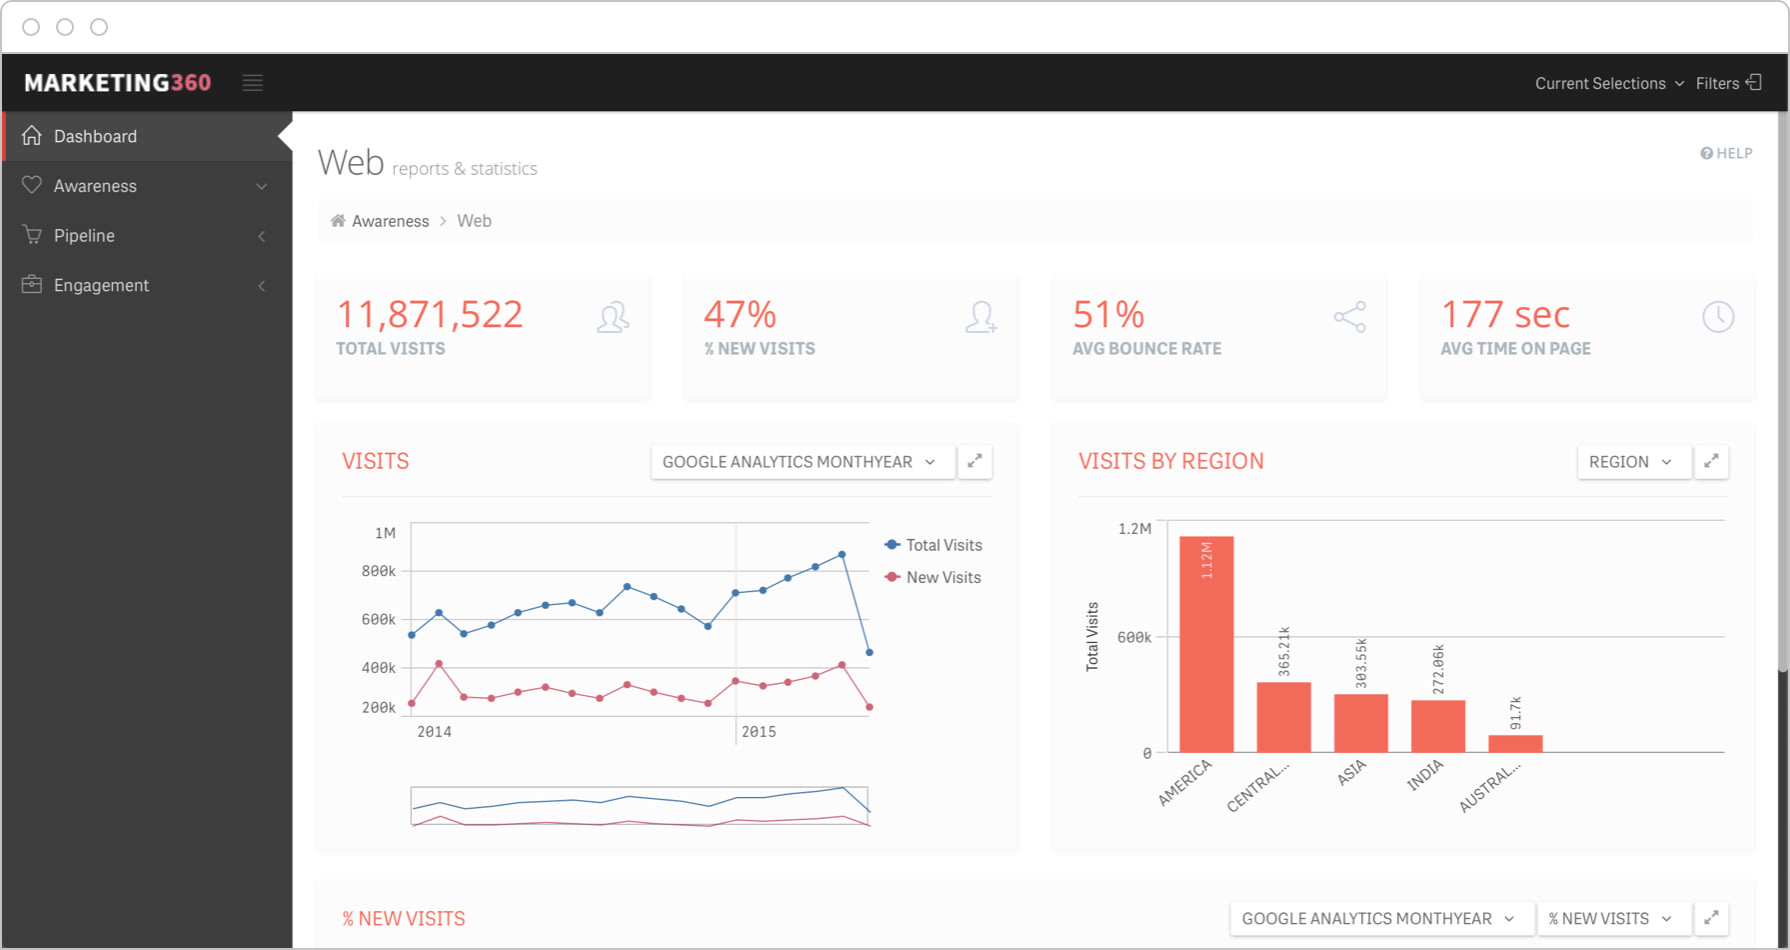 MARKETING360
Current Selections
Filters
Dashboard
Awareness
Pipeline
Engagement
Web reports & statistics
HELP
Awareness > Web
11,871,522
TOTAL VISITS
47%
% NEW VISITS
51%
AVG BOUNCE RATE
177 sec
AVG TIME ON PAGE
VISITS
GOOGLE ANALYTICS MONTHYEAR
1M
800k
600k
400k
200k
2014
2015
Total Visits
New Visits
VISITS BY REGION
REGION
Total Visits
1.2M
600k
0
1.12M
365.21k
303.55k
272.06k
91.7k
AMERICA
CENTRAL...
ASIA
INDIA
AUSTRAL...
% NEW VISITS
GOOGLE ANALYTICS MONTHYEAR
% NEW VISITS